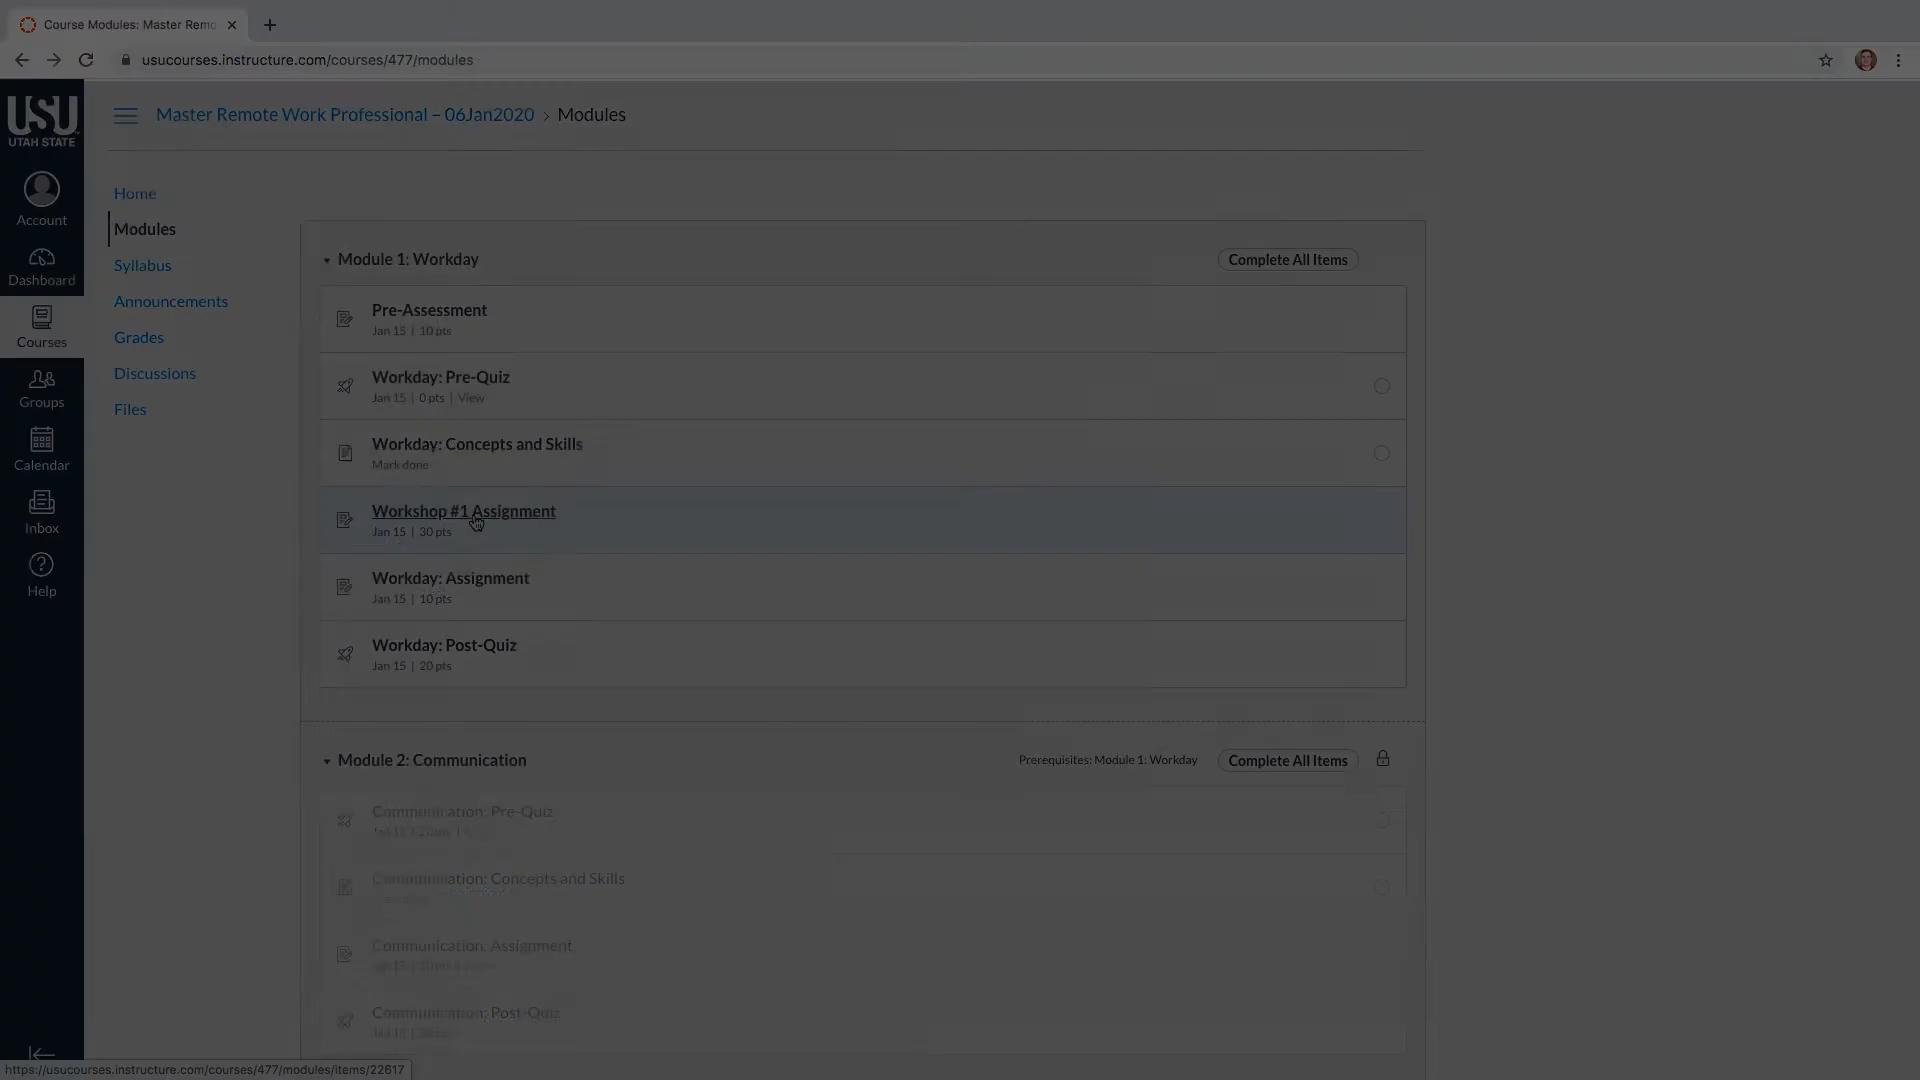 Course Modules: Master Remo
usucourses.instructure.com/courses/477/modules
USU
UTAH STATE
Account
Dashboard
Courses
Groups
Calendar
Inbox
Help
Master Remote Work Professional – 06Jan2020 › Modules
Home
Modules
Syllabus
Announcements
Grades
Discussions
Files
Module 1: Workday
Complete All Items
Pre-Assessment
Jan 15 | 10 pts
Workday: Pre-Quiz
Jan 15 | 0 pts | View
Workday: Concepts and Skills
Mark done
Workshop #1 Assignment
Jan 15 | 30 pts
Workday: Assignment
Jan 15 | 10 pts
Workday: Post-Quiz
Jan 15 | 20 pts
Module 2: Communication
Prerequisites: Module 1: Workday
Complete All Items
Communication: Pre-Quiz
Communication: Concepts and Skills
Communication: Assignment
Communication: Post-Quiz
https://usucourses.instructure.com/courses/477/modules/items/22617